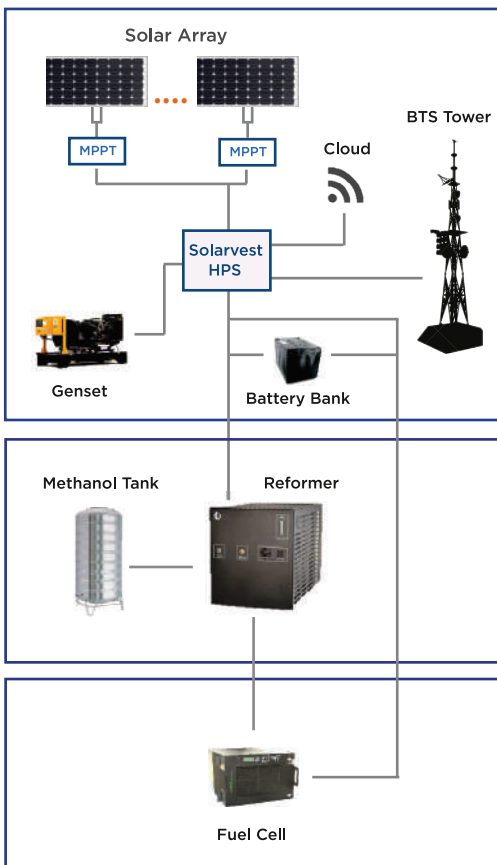 Solar Array
MPPT
MPPT
Cloud
BTS Tower
Solarvest
HPS
Genset
Battery Bank
Methanol Tank
Reformer
Fuel Cell